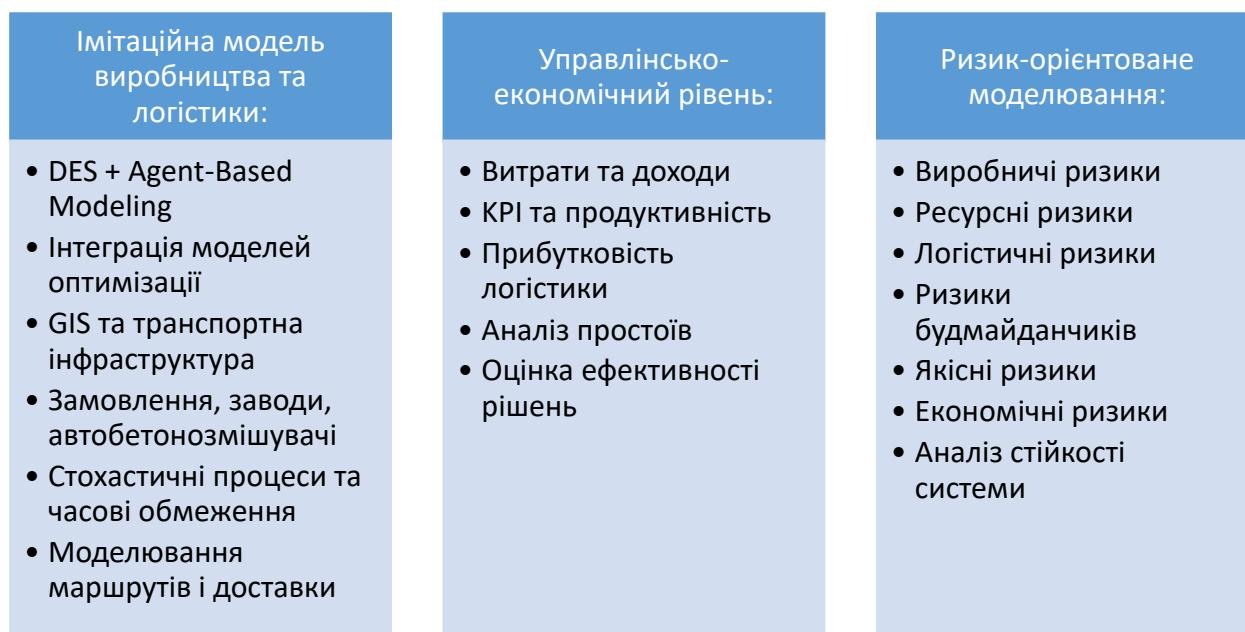 Імітаційна модель
виробництва та
логістики:
• DES + Agent-Based
Modeling
• Інтеграція моделей
оптимізації
• GIS та транспортна
інфраструктура
• Замовлення, заводи,
автобетонозмішувачі
• Стохастичні процеси та
часові обмеження
• Моделювання
маршрутів і доставки
Управлінсько-
економічний рівень:
• Витрати та доходи
• KPI та продуктивність
• Прибутковість
логістики
• Аналіз простоїв
• Оцінка ефективності
рішень
Ризик-орієнтоване
моделювання:
• Виробничі ризики
• Ресурсні ризики
• Логістичні ризики
• Ризики
будмайданчиків
• Якісні ризики
• Економічні ризики
• Аналіз стійкості
системи